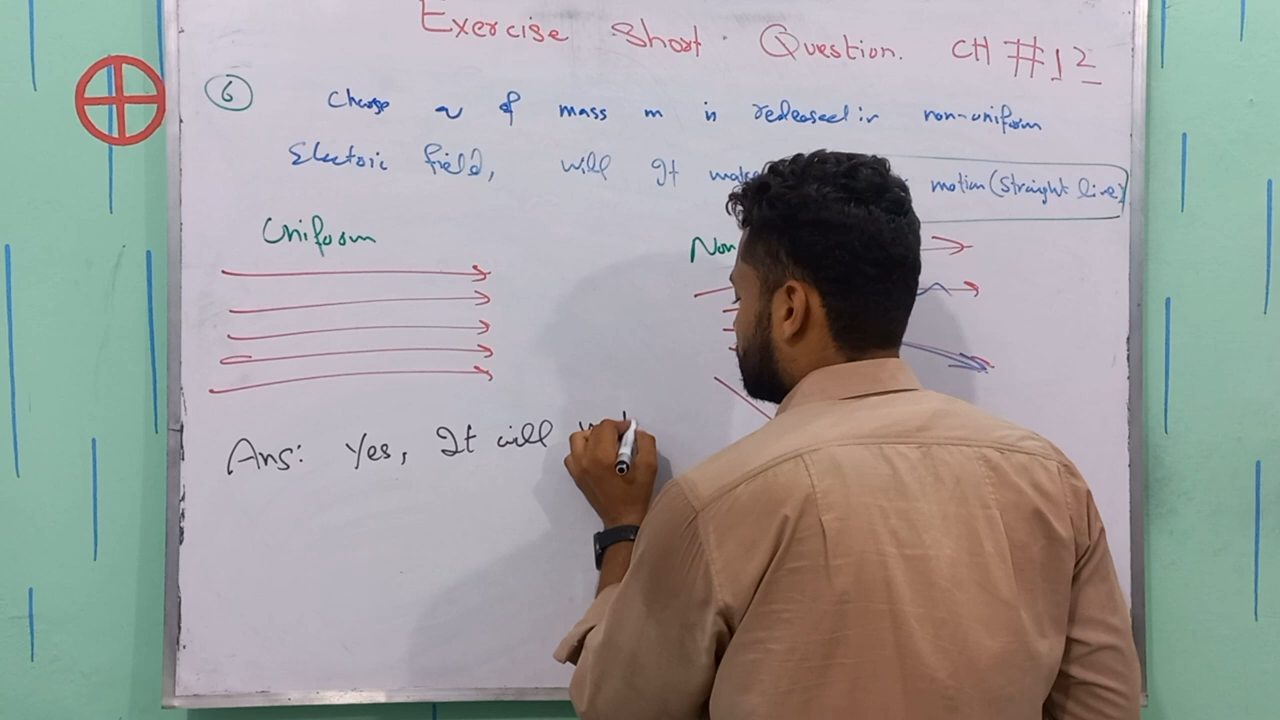 Exercise Short Question. CH # 12
6 Charge q of mass m is released in non-uniform
Electric field, will It make motion (straight line)
Uniform
Non
Ans: Yes, It will